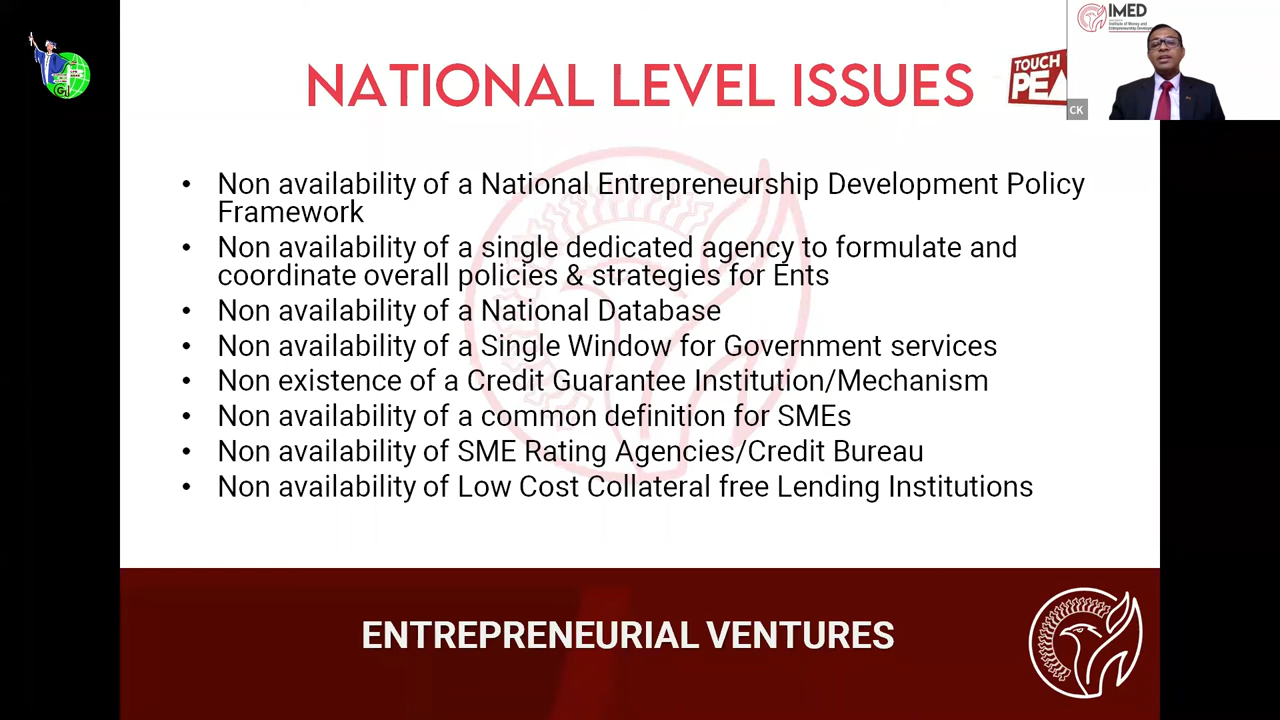 NATIONAL LEVEL ISSUES
TOUCH
PEA
IMED
Institute of Money and
CK
• Non availability of a National Entrepreneurship Development Policy
Framework
• Non availability of a single dedicated agency to formulate and
coordinate overall policies & strategies for Ents
• Non availability of a National Database
• Non availability of a Single Window for Government services
• Non existence of a Credit Guarantee Institution/Mechanism
• Non availability of a common definition for SMEs
• Non availability of SME Rating Agencies/Credit Bureau
• Non availability of Low Cost Collateral free Lending Institutions
ENTREPRENEURIAL VENTURES